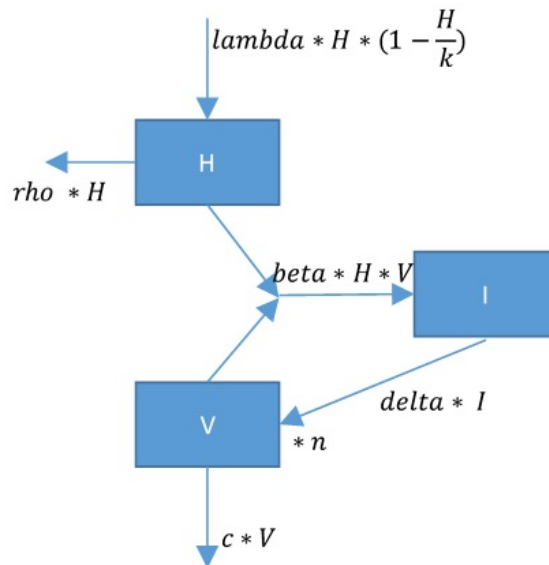 lambda * H * (1 − H/k)
H
rho * H
beta * H * V
I
delta * I
V
* n
c * V